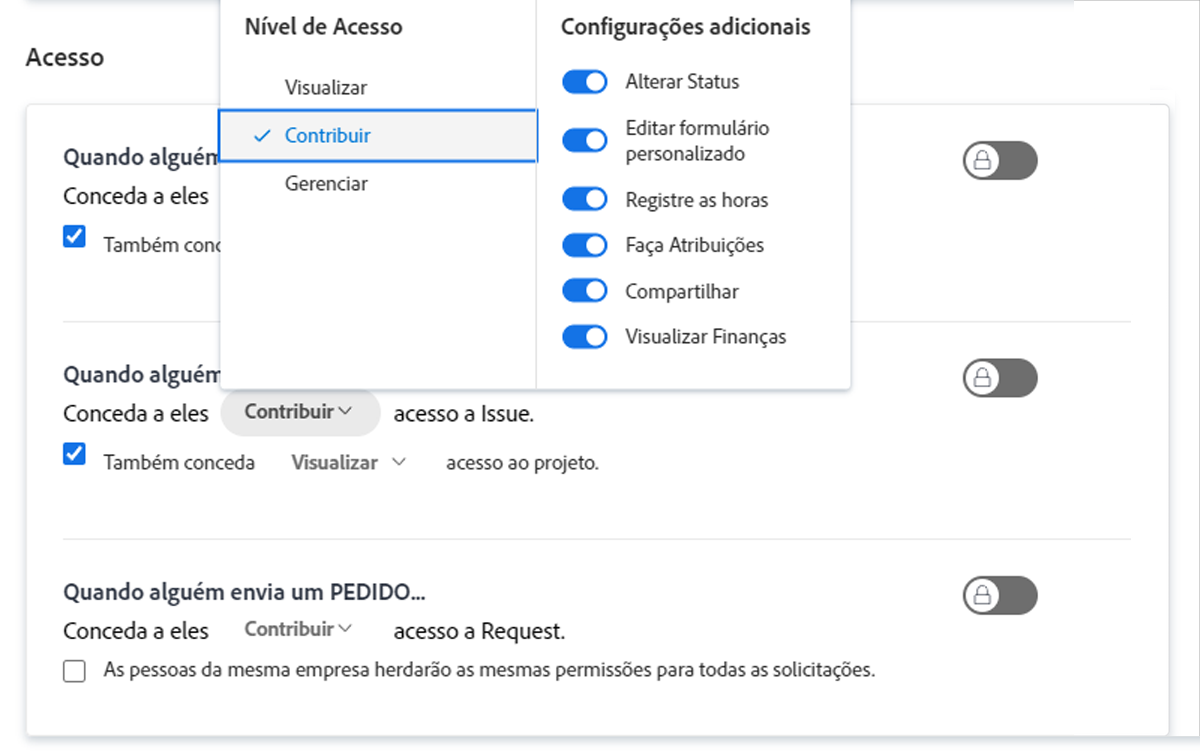 Nível de Acesso
Configurações adicionais
Acesso
Visualizar
Alterar Status
Contribuir
Editar formulário
personalizado
Gerenciar
Registre as horas
Faça Atribuições
Compartilhar
Visualizar Finanças
Quando alguém
Conceda a eles
Também conc
Quando alguém
Conceda a eles Contribuir acesso a Issue.
Também conceda Visualizar acesso ao projeto.
Quando alguém envia um PEDIDO...
Conceda a eles Contribuir acesso a Request.
As pessoas da mesma empresa herdarão as mesmas permissões para todas as solicitações.